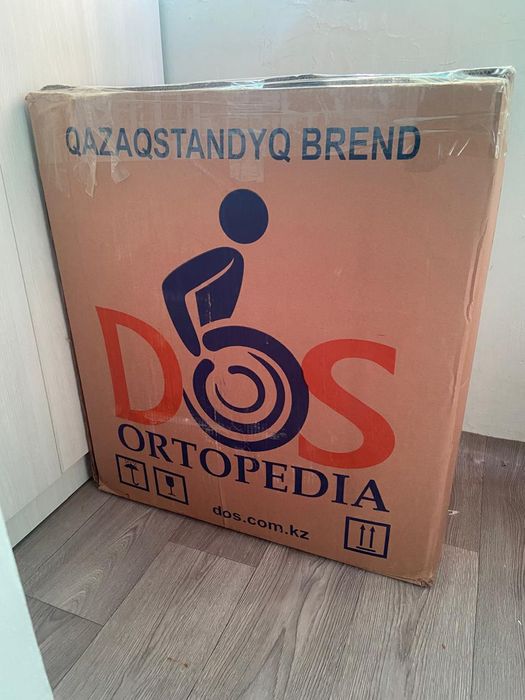 QAZAQSTANDYQ BREND
DOS
ORTOPEDIA
dos.com.kz